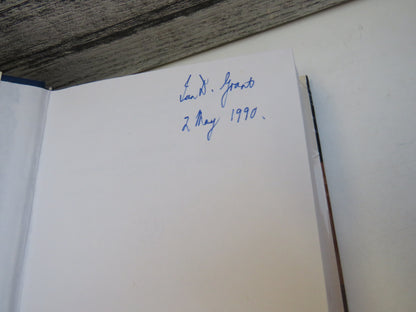 Ian D. Grant
2 May 1990.